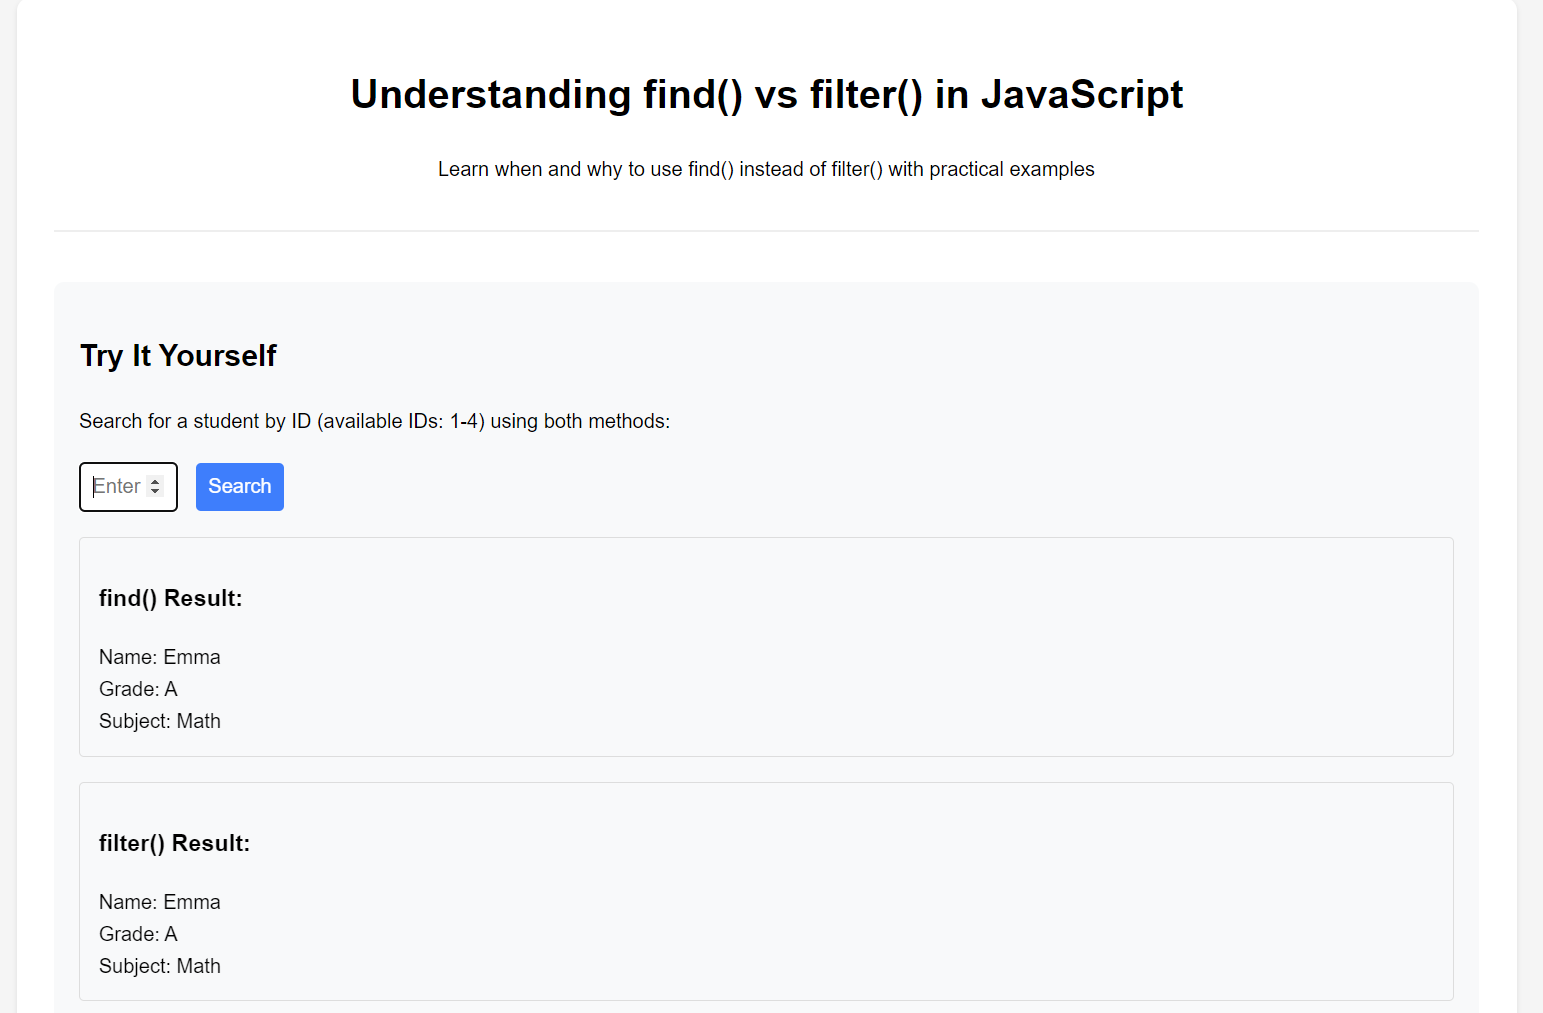 Understanding find() vs filter() in JavaScript
Learn when and why to use find() instead of filter() with practical examples
Try It Yourself
Search for a student by ID (available IDs: 1-4) using both methods:
Enter
Search
find() Result:
Name: Emma
Grade: A
Subject: Math
filter() Result:
Name: Emma
Grade: A
Subject: Math